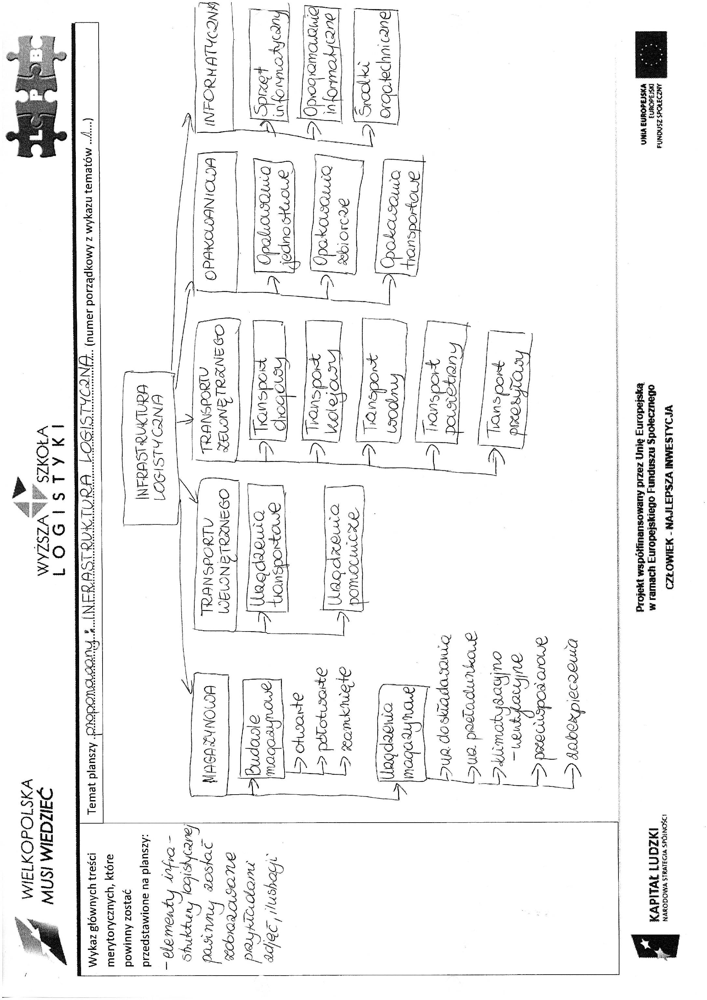 WIELKOPOLSKA
MUSI WIEDZIEĆ
WYŻSZA SZKOŁA
LOGISTYKI
L C P B C
Wykaz głównych treści
merytorycznych, które
powinny zostać
przedstawione na planszy:
- elementy infra-
struktury logistycznej
powinny zostać
zobrazowane
przykładami
zdjęć, ilustracji
Temat planszy proponowany: INFRASTRUKTURA LOGISTYCZNA (numer porządkowy z wykazu tematów ../....)
INFRASTRUKTURA
LOGISTYCZNA
MAGAZYNOWA
Budowle
magazynowe
otwarte
półotwarte
zamknięte
Urządzenia
magazynowe
urz. do składowania
urz. przeładunkowe
klimatyzacyjno
-wentylacyjne
przeciwpożarowe
zabezpieczenia
TRANSPORTU
WEWNĘTRZNEGO
Urządzenia
transportowe
Urządzenia
pomocnicze
TRANSPORTU
ZEWNĘTRZNEGO
Transport
drogowy
Transport
kolejowy
Transport
wodny
Transport
powietrzny
Transport
przesyłowy
OPAKOWANIOWA
Opakowania
jednostkowe
Opakowania
zbiorcze
Opakowania
transportowe
INFORMATYCZNA
Sprzęt
informatyczny
Oprogramowanie
informatyczne
Środki
orgatechniczne
KAPITAŁ LUDZKI
NARODOWA STRATEGIA SPÓJNOŚCI
Projekt współfinansowany przez Unię Europejską
w ramach Europejskiego Funduszu Społecznego
CZŁOWIEK - NAJLEPSZA INWESTYCJA
UNIA EUROPEJSKA
EUROPEJSKI
FUNDUSZ SPOŁECZNY